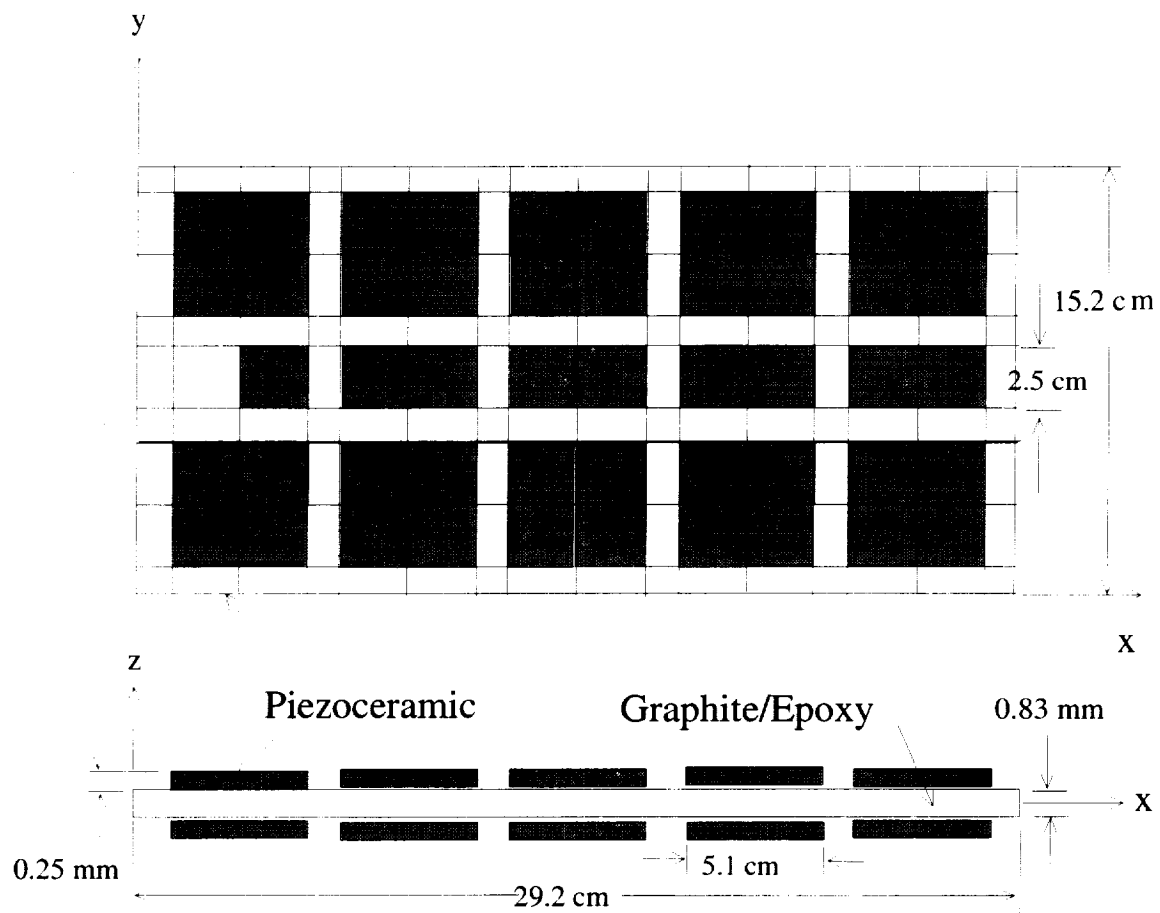 y
15.2 cm
2.5 cm
X
z
Piezoceramic
Graphite/Epoxy
0.83 mm
X
0.25 mm
5.1 cm
29.2 cm